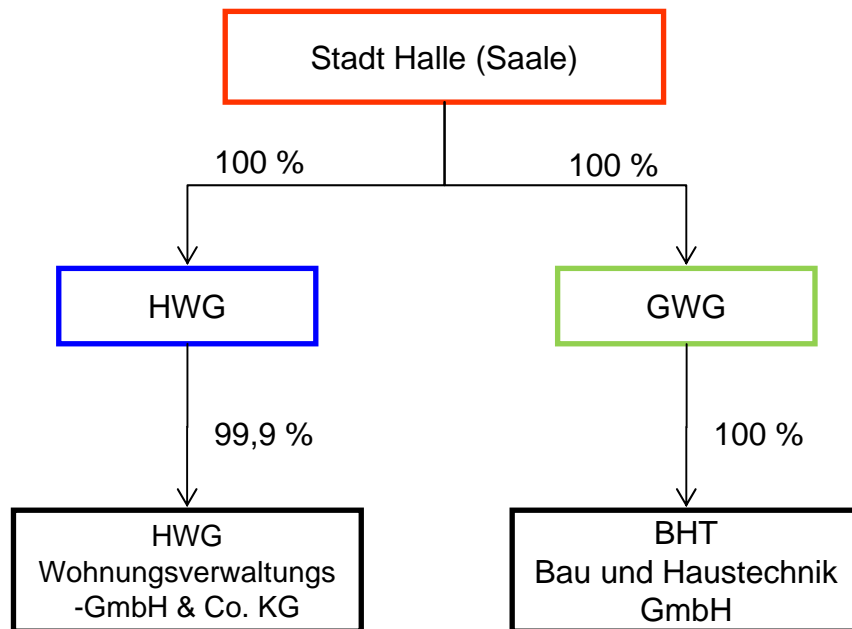 Stadt Halle (Saale)
100 %
100 %
HWG
GWG
99,9 %
100 %
HWG
Wohnungsverwaltungs
-GmbH & Co. KG
BHT
Bau und Haustechnik
GmbH